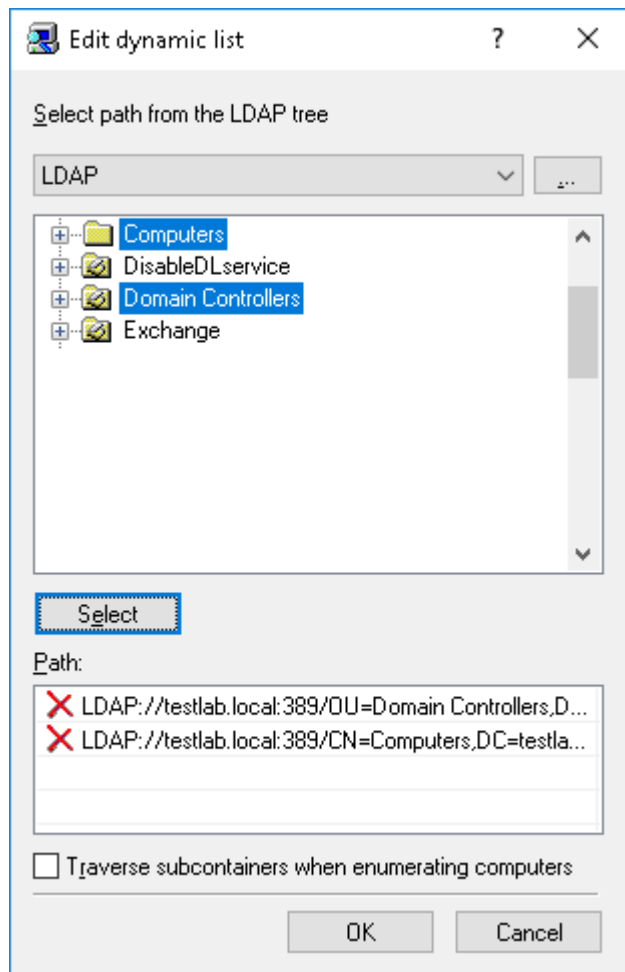 Edit dynamic list
Select path from the LDAP tree
LDAP
...
Computers
DisableDLservice
Domain Controllers
Exchange
Select
Path:
LDAP://testlab.local:389/OU=Domain Controllers,D...
LDAP://testlab.local:389/CN=Computers,DC=testla...
Traverse subcontainers when enumerating computers
OK Cancel